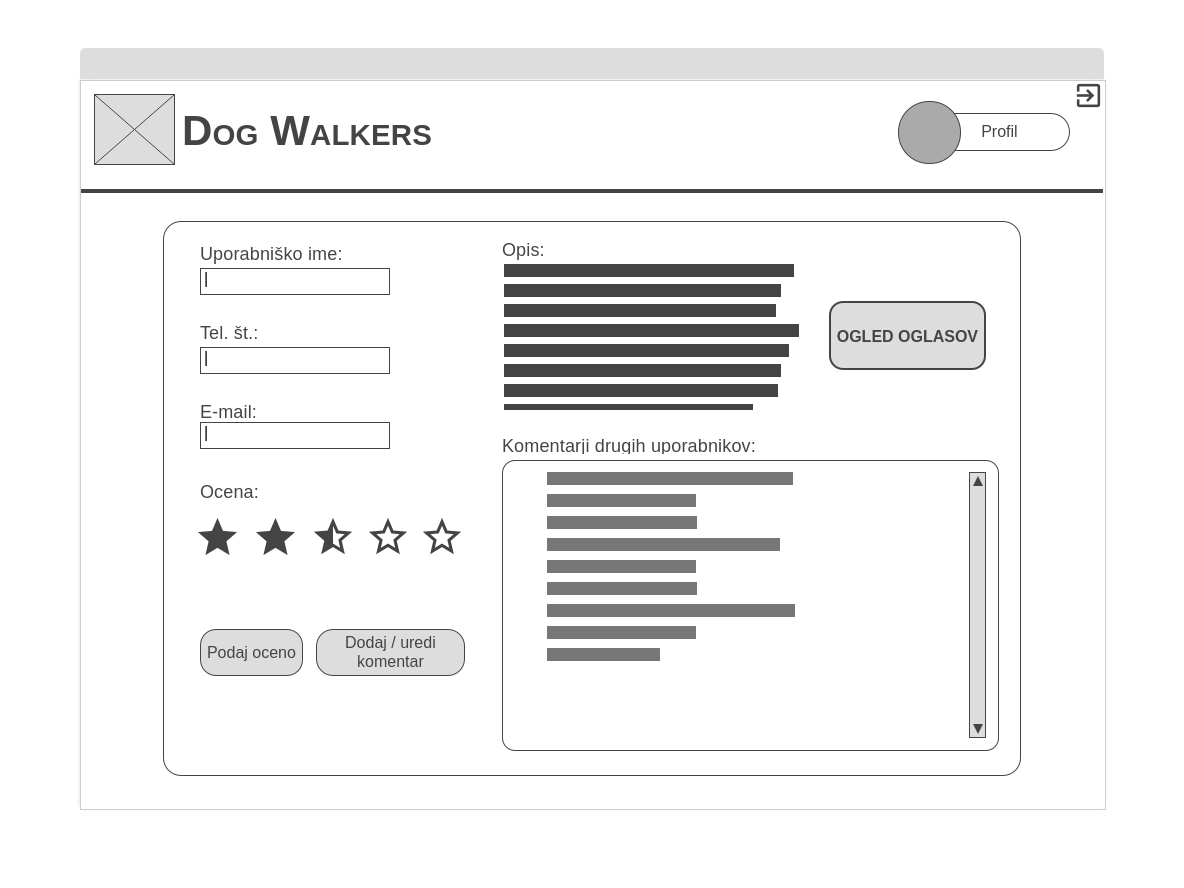 Dog Walkers
Profil
Uporabniško ime:
Tel. št.:
E-mail:
Ocena:
Podaj oceno
Dodaj / uredi
komentar
Opis:
OGLED OGLASOV
Komentarji drugih uporabnikov: